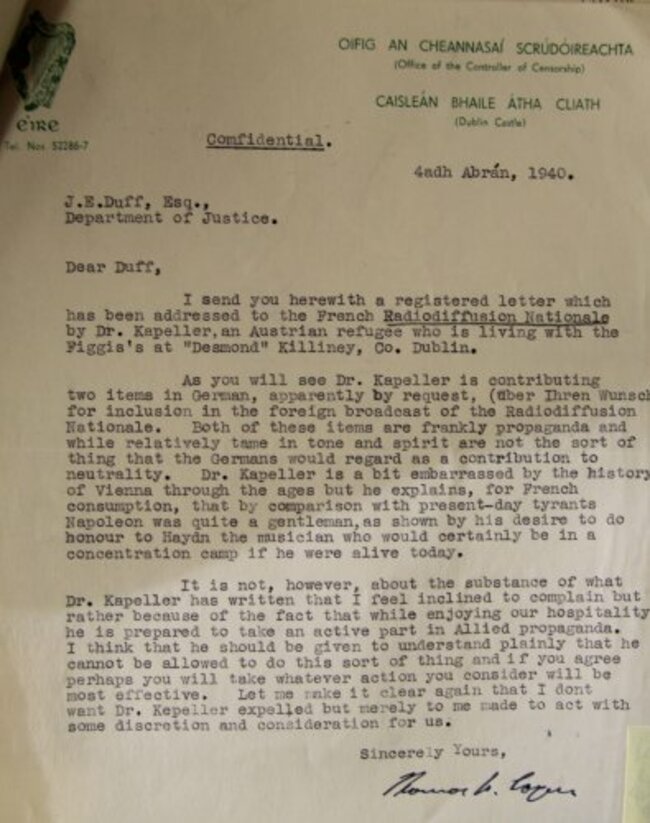 OIFIG AN CHEANNASAÍ SCRÚDÓIREACHTA
(Office of the Controller of Censorship)
CAISLEÁN BHAILE ÁTHA CLIATH
(Dublin Castle)
éire
Tel. Nos 52286-7
Comfidential.
4adh Abrán, 1940.
J.E.Duff, Esq.,
Department of Justice.
Dear Duff,
I send you herewith a registered letter which
has been addressed to the French Radiodiffusion Nationale
by Dr. Kapeller,an Austrian refugee who is living with the
Figgis's at "Desmond" Killiney, Co. Dublin.
As you will see Dr. Kapeller is contributing
two items in German, apparently by request, (über Ihren Wunsch
for inclusion in the foreign broadcast of the Radiodiffusion
Nationale. Both of these items are frankly propaganda and
while relatively tame in tone and spirit are not the sort of
thing that the Germans would regard as a contribution to
neutrality. Dr. Kapeller is a bit embarrassed by the history
of Vienna through the ages but he explains, for French
consumption, that by comparison with present-day tyrants
Napoleon was quite a gentleman,as shown by his desire to do
honour to Haydn the musician who would certainly be in a
concentration camp if he were alive today.
It is not, however, about the substance of what
Dr. Kapeller has written that I feel inclined to complain but
rather because of the fact that while enjoying our hospitality
he is prepared to take an active part in Allied propaganda.
I think that he should be given to understand plainly that he
cannot be allowed to do this sort of thing and if you agree
perhaps you will take whatever action you consider will be
most effective. Let me make it clear again that I dont
want Dr. Kepeller expelled but merely to me made to act with
some discretion and consideration for us.
Sincerely Yours,